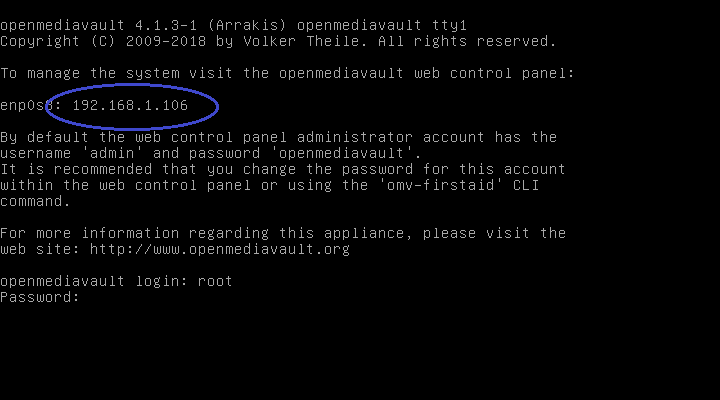 openmediavault 4.1.3-1 (Arrakis) openmediavault tty1
Copyright (C) 2009-2018 by Volker Theile. All rights reserved.
To manage the system visit the openmediavault web control panel:
enp0s8: 192.168.1.106
By default the web control panel administrator account has the
username 'admin' and password 'openmediavault'.
It is recommended that you change the password for this account
within the web control panel or using the 'omv-firstaid' CLI
command.
For more information regarding this appliance, please visit the
web site: http://www.openmediavault.org
openmediavault login: root
Password: